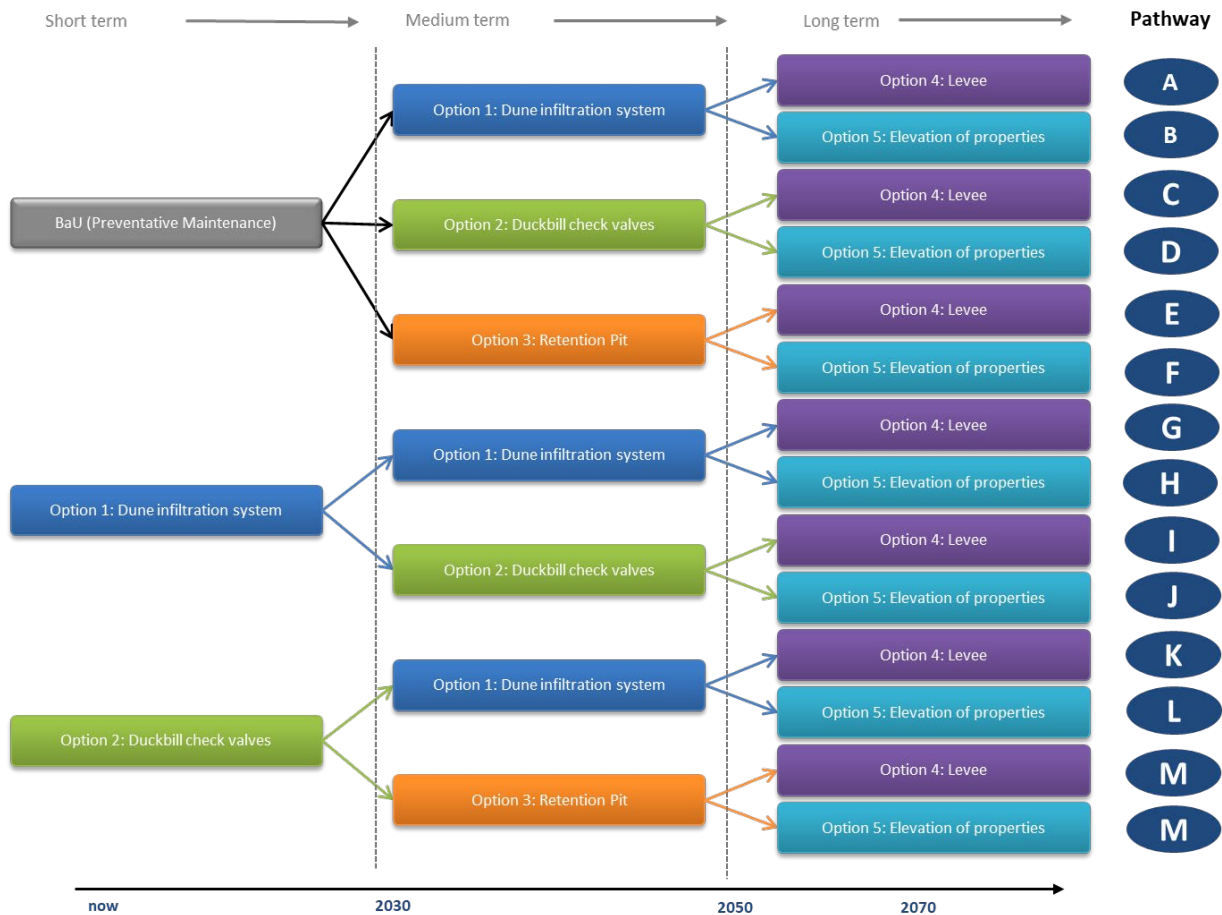 Short term
Medium term
Long term
Pathway
Option 4: Levee
A
Option 1: Dune infiltration system
Option 5: Elevation of properties
B
Option 4: Levee
C
BaU (Preventative Maintenance)
Option 2: Duckbill check valves
Option 5: Elevation of properties
D
Option 4: Levee
E
Option 3: Retention Pit
Option 5: Elevation of properties
F
Option 4: Levee
G
Option 1: Dune infiltration system
Option 5: Elevation of properties
H
Option 1: Dune infiltration system
Option 4: Levee
I
Option 2: Duckbill check valves
Option 5: Elevation of properties
J
Option 4: Levee
K
Option 1: Dune infiltration system
Option 5: Elevation of properties
L
Option 2: Duckbill check valves
Option 4: Levee
M
Option 3: Retention Pit
Option 5: Elevation of properties
M
now
2030
2050
2070